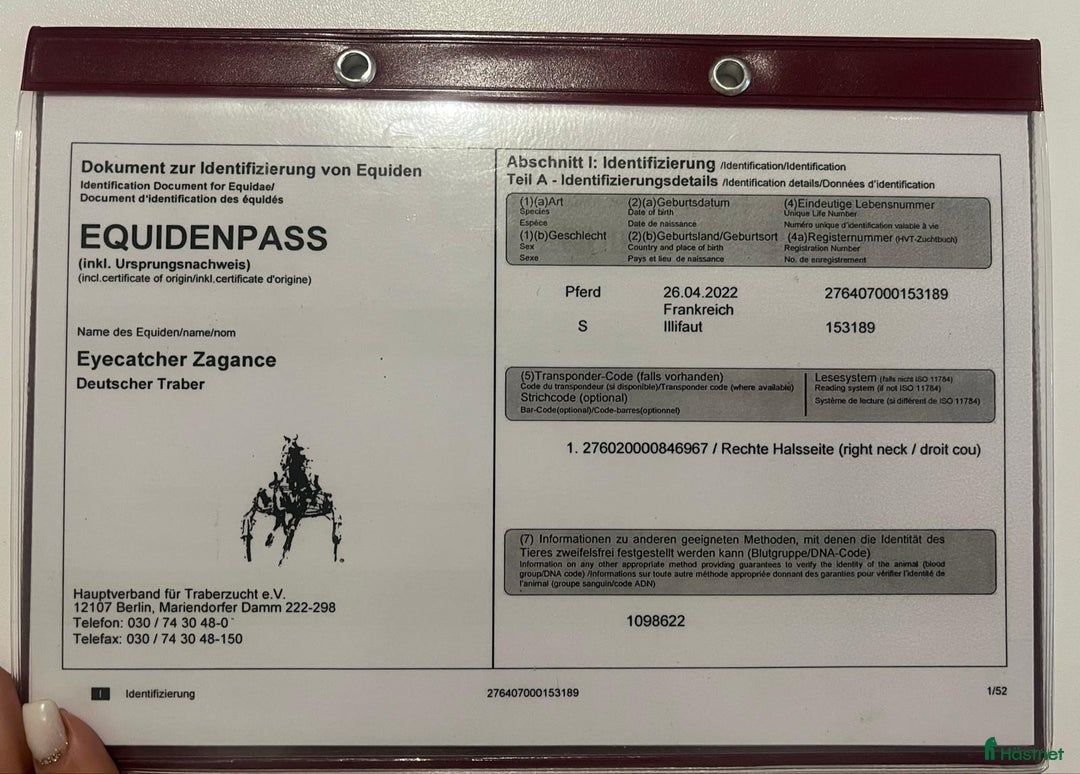 Dokument zur Identifizierung von Equiden
Identification Document for Equidae/
Document d'identification des équidés
EQUIDENPASS
(inkl. Ursprungsnachweis)
(incl.certificate of origin/inkl.certificate d'origine)
Name des Equiden/name/nom
Eyecatcher Zagance
Deutscher Traber
Hauptverband für Traberzucht e.V.
12107 Berlin, Mariendorfer Damm 222-298
Telefon: 030 / 74 30 48-0
Telefax: 030 / 74 30 48-150
Abschnitt I: Identifizierung /Identification/Identification
Teil A - Identifizierungsdetails /Identification details/Données d'identification
(1)(a)Art (2)(a)Geburtsdatum (4)Eindeutige Lebensnummer
Species Date of birth Unique Life Number
Espèce Date de naissance Numéro unique d'identification valable à vie
(1)(b)Geschlecht (2)(b)Geburtsland/Geburtsort (4a)Registernummer (HVT-Zuchtbuch)
Sex Country and place of birth Registration Number
Sexe Pays et lieu de naissance No. de enregistrement
Pferd 26.04.2022 276407000153189
Frankreich
S Illifaut 153189
(5)Transponder-Code (falls vorhanden) Lesesystem (falls nicht ISO 11784)
Code du transpondeur (si disponible)/Transponder code (where available) Reading system (if not ISO 11784)
Strichcode (optional) Système de lecture (si différent de ISO 11784)
Bar-Code(optional)/Code-barres(optionnel)
1. 276020000846967 / Rechte Halsseite (right neck / droit cou)
(7) Informationen zu anderen geeigneten Methoden, mit denen die Identität des
Tieres zweifelsfrei festgestellt werden kann (Blutgruppe/DNA-Code)
Information on any other appropriate method providing guarantees to verify the identity of the animal (blood
group/DNA code) /Informations sur toute autre méthode appropriée donnant des garanties pour vérifier l'identité de
l'animal (groupe sanguin/code ADN)
1098622
I Identifizierung 276407000153189 1/52
Hästnet